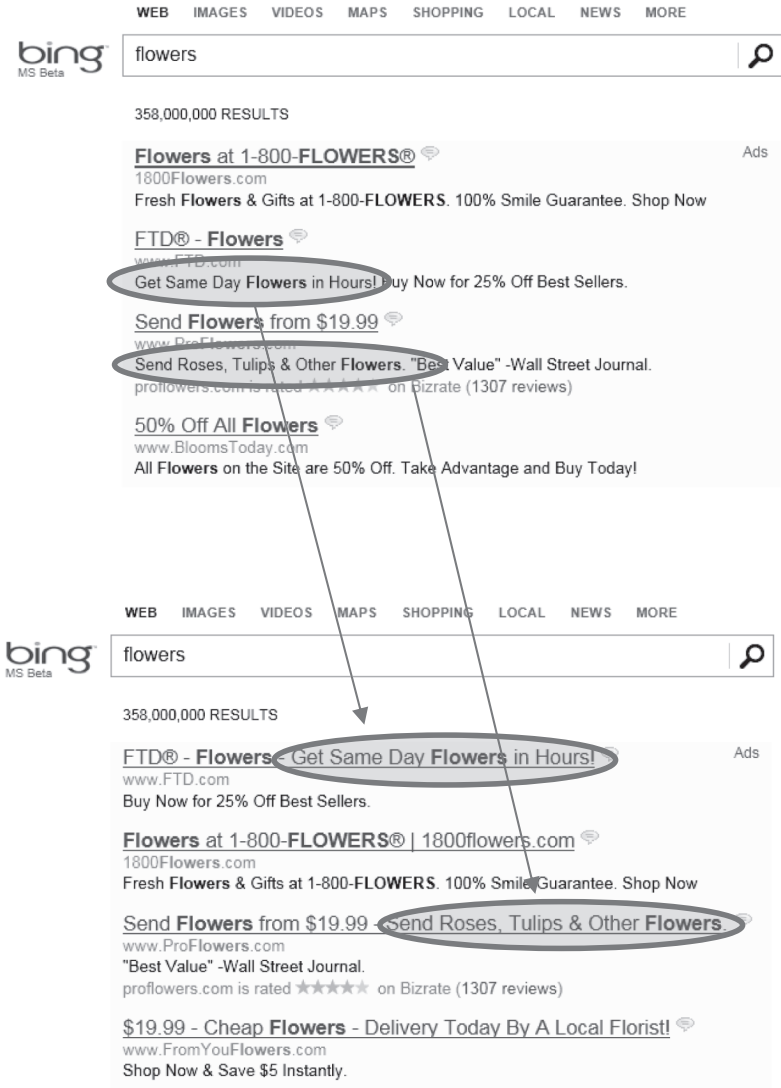 WEB IMAGES VIDEOS MAPS SHOPPING LOCAL NEWS MORE
bing
MS Beta
flowers
358,000,000 RESULTS
Flowers at 1-800-FLOWERS®
Ads
1800Flowers.com
Fresh Flowers & Gifts at 1-800-FLOWERS. 100% Smile Guarantee. Shop Now
FTD® - Flowers
www.FTD.com
Get Same Day Flowers in Hours! Buy Now for 25% Off Best Sellers.
Send Flowers from $19.99
www.ProFlowers.com
Send Roses, Tulips & Other Flowers. "Best Value" -Wall Street Journal.
proflowers.com is rated ★★★★★ on Bizrate (1307 reviews)
50% Off All Flowers
www.BloomsToday.com
All Flowers on the Site are 50% Off. Take Advantage and Buy Today!
WEB IMAGES VIDEOS MAPS SHOPPING LOCAL NEWS MORE
bing
MS Beta
flowers
358,000,000 RESULTS
FTD® - Flowers - Get Same Day Flowers in Hours!
Ads
www.FTD.com
Buy Now for 25% Off Best Sellers.
Flowers at 1-800-FLOWERS® | 1800flowers.com
1800Flowers.com
Fresh Flowers & Gifts at 1-800-FLOWERS. 100% Smile Guarantee. Shop Now
Send Flowers from $19.99 - Send Roses, Tulips & Other Flowers.
www.ProFlowers.com
"Best Value" -Wall Street Journal.
proflowers.com is rated ★★★★★ on Bizrate (1307 reviews)
$19.99 - Cheap Flowers - Delivery Today By A Local Florist!
www.FromYouFlowers.com
Shop Now & Save $5 Instantly.